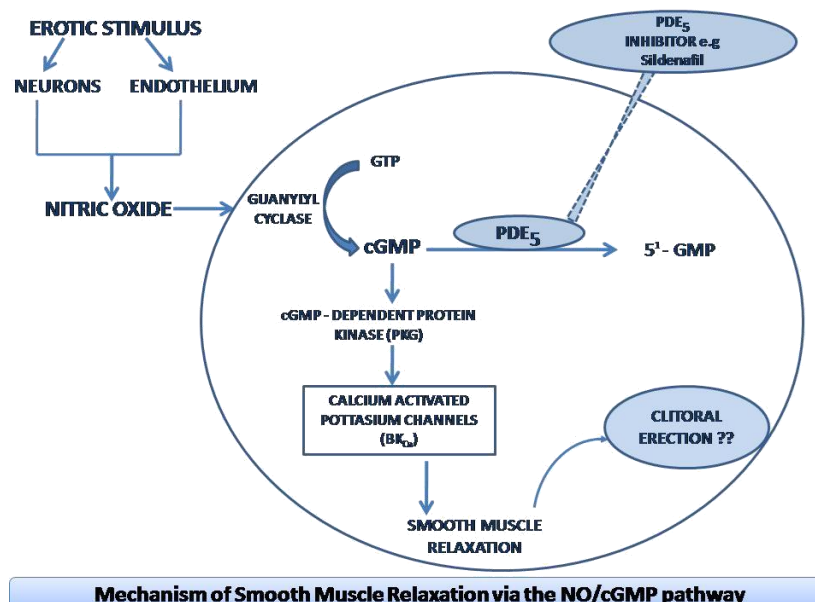 EROTIC STIMULUS
NEURONS
ENDOTHELIUM
NITRIC OXIDE
PDE5
INHIBITOR e.g
Sildenafil
GTP
GUANYLYL
CYCLASE
cGMP
PDE5
5¹ - GMP
cGMP - DEPENDENT PROTEIN
KINASE (PKG)
CALCIUM ACTIVATED
POTTASIUM CHANNELS
(BKCa)
SMOOTH MUSCLE
RELAXATION
CLITORAL
ERECTION ??
Mechanism of Smooth Muscle Relaxation via the NO/cGMP pathway